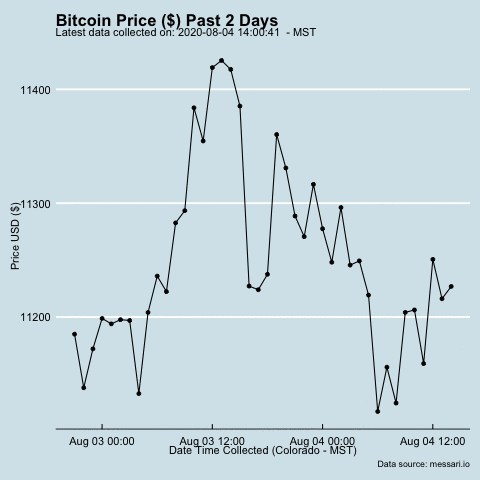 Bitcoin Price ($) Past 2 Days
Latest data collected on: 2020-08-04 14:00:41  - MST
11400
11300
11200
Price USD ($)
Aug 03 00:00 Aug 03 12:00 Aug 04 00:00 Aug 04 12:00
Date Time Collected (Colorado - MST)
Data source: messari.io